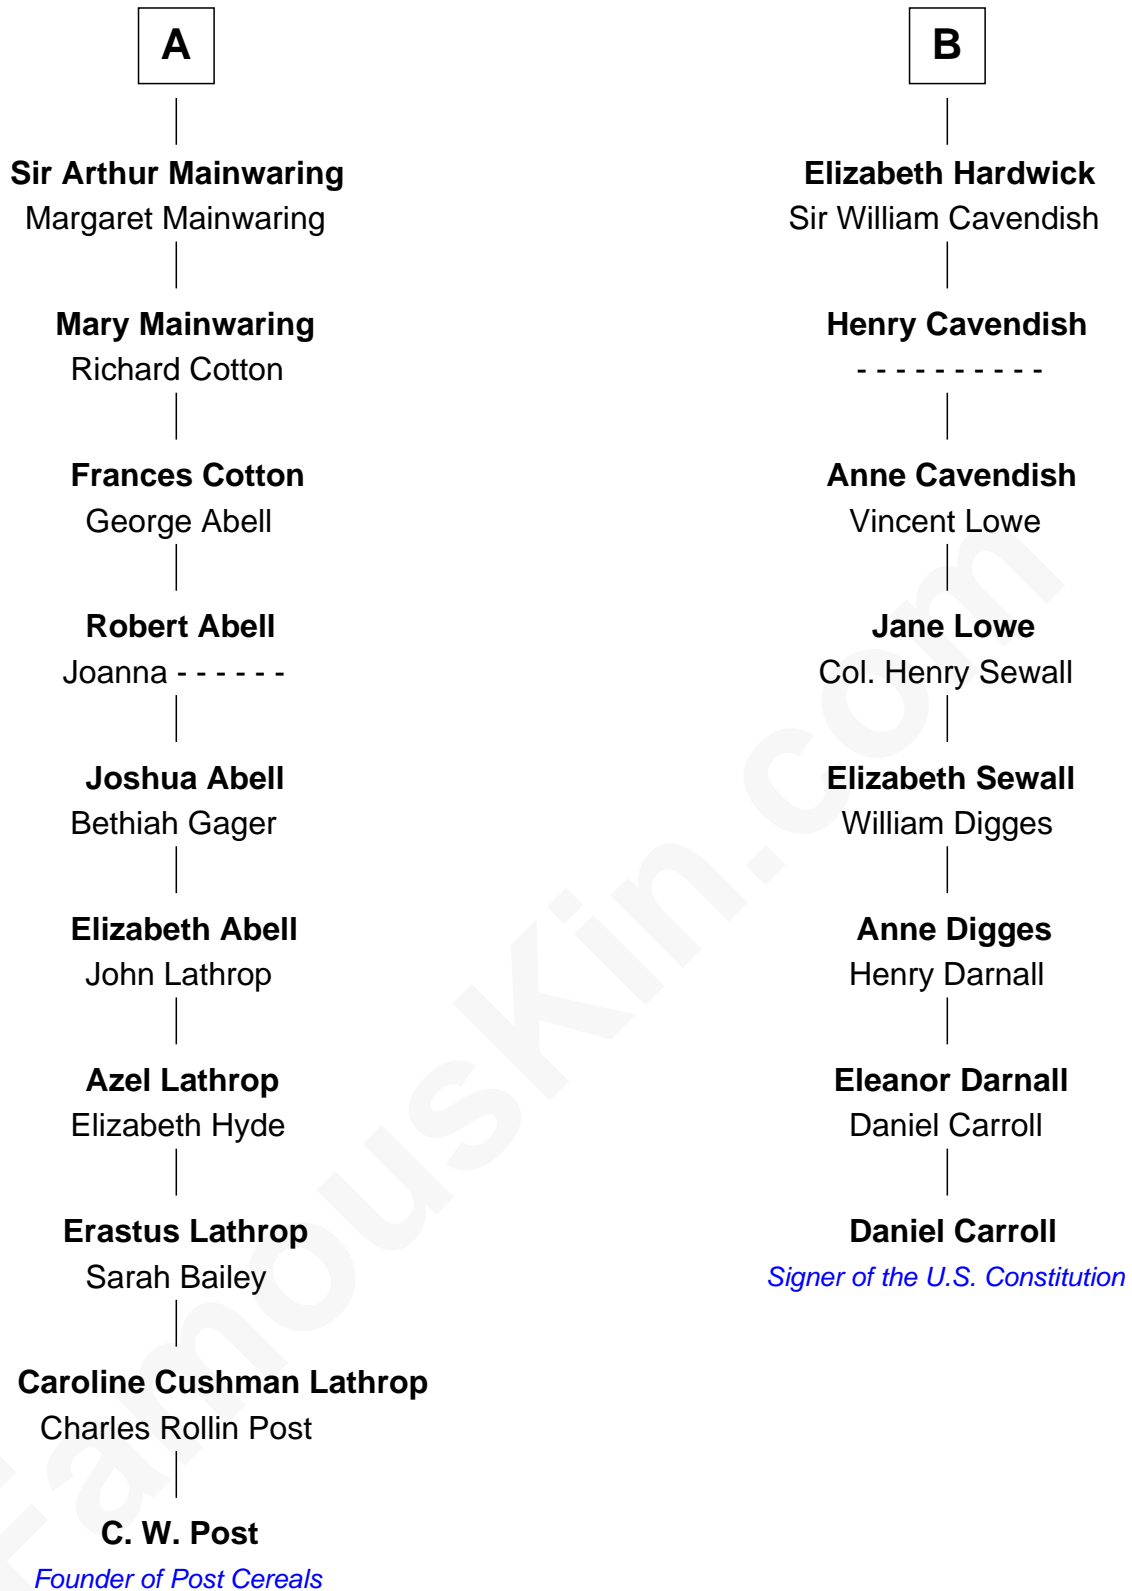 A
Sir Arthur Mainwaring
Margaret Mainwaring
Mary Mainwaring
Richard Cotton
Frances Cotton
George Abell
Robert Abell
Joanna - - - - - -
Joshua Abell
Bethiah Gager
Elizabeth Abell
John Lathrop
Azel Lathrop
Elizabeth Hyde
Erastus Lathrop
Sarah Bailey
Caroline Cushman Lathrop
Charles Rollin Post
C. W. Post
Founder of Post Cereals
B
Elizabeth Hardwick
Sir William Cavendish
Henry Cavendish
- - - - - - - - - -
Anne Cavendish
Vincent Lowe
Jane Lowe
Col. Henry Sewall
Elizabeth Sewall
William Digges
Anne Digges
Henry Darnall
Eleanor Darnall
Daniel Carroll
Daniel Carroll
Signer of the U.S. Constitution
FamousKin.com